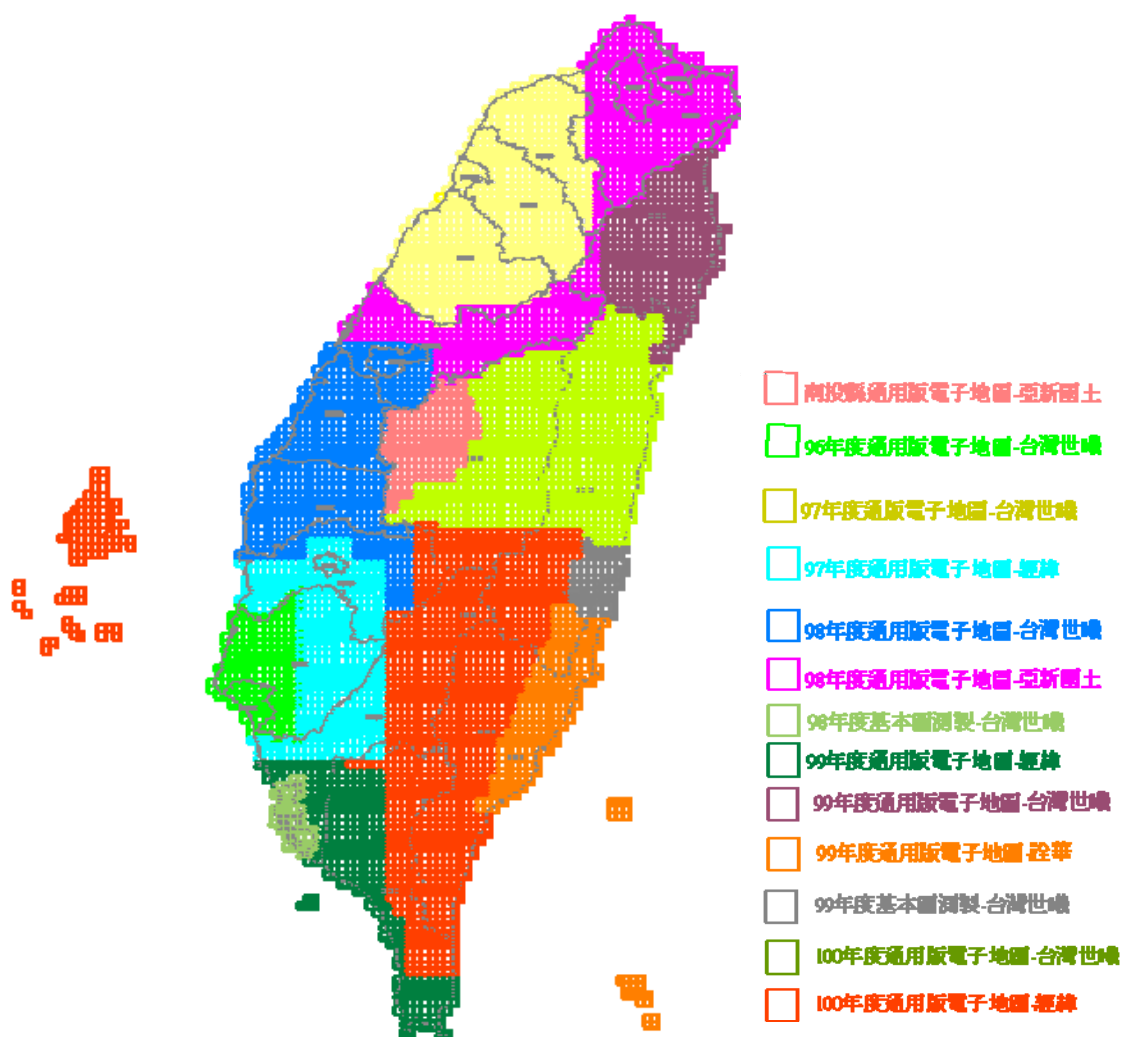 南投縣通用版電子地圖-亞新國土
96年度通用版電子地圖-台灣世曦
97年度通版電子地圖-台灣世曦
97年度通用版電子地圖-經緯
98年度通用版電子地圖-台灣世曦
98年度通用版電子地圖-亞新國土
98年度基本圖測製-台灣世曦
99年度通用版電子地圖-經緯
99年度通用版電子地圖-台灣世曦
99年度通用版電子地圖-詮華
99年度基本圖測製-台灣世曦
100年度通用版電子地圖-台灣世曦
100年度通用版電子地圖-經緯